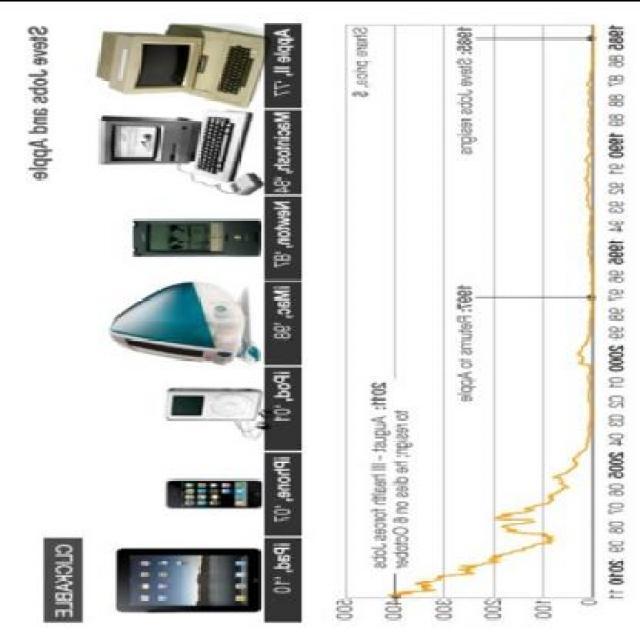 Steve Jobs and Apple
CLICKABLE
Apple, II, '77
Macintosh, '84
Newton, '87
iMac, '98
iPod, '01
iPhone, '07
iPad, '10
Share price, $
500
2011: August - Ill health forces Jobs
to resign; he dies on 6 October
400
300
1985: Steve Jobs resigns
1997: Returns to Apple
200
100
0
1985 86 87 88 89 1990 91 92 93 94 1995 96 97 98 99 2000 01 02 03 04 2005 06 07 08 09 2010 11